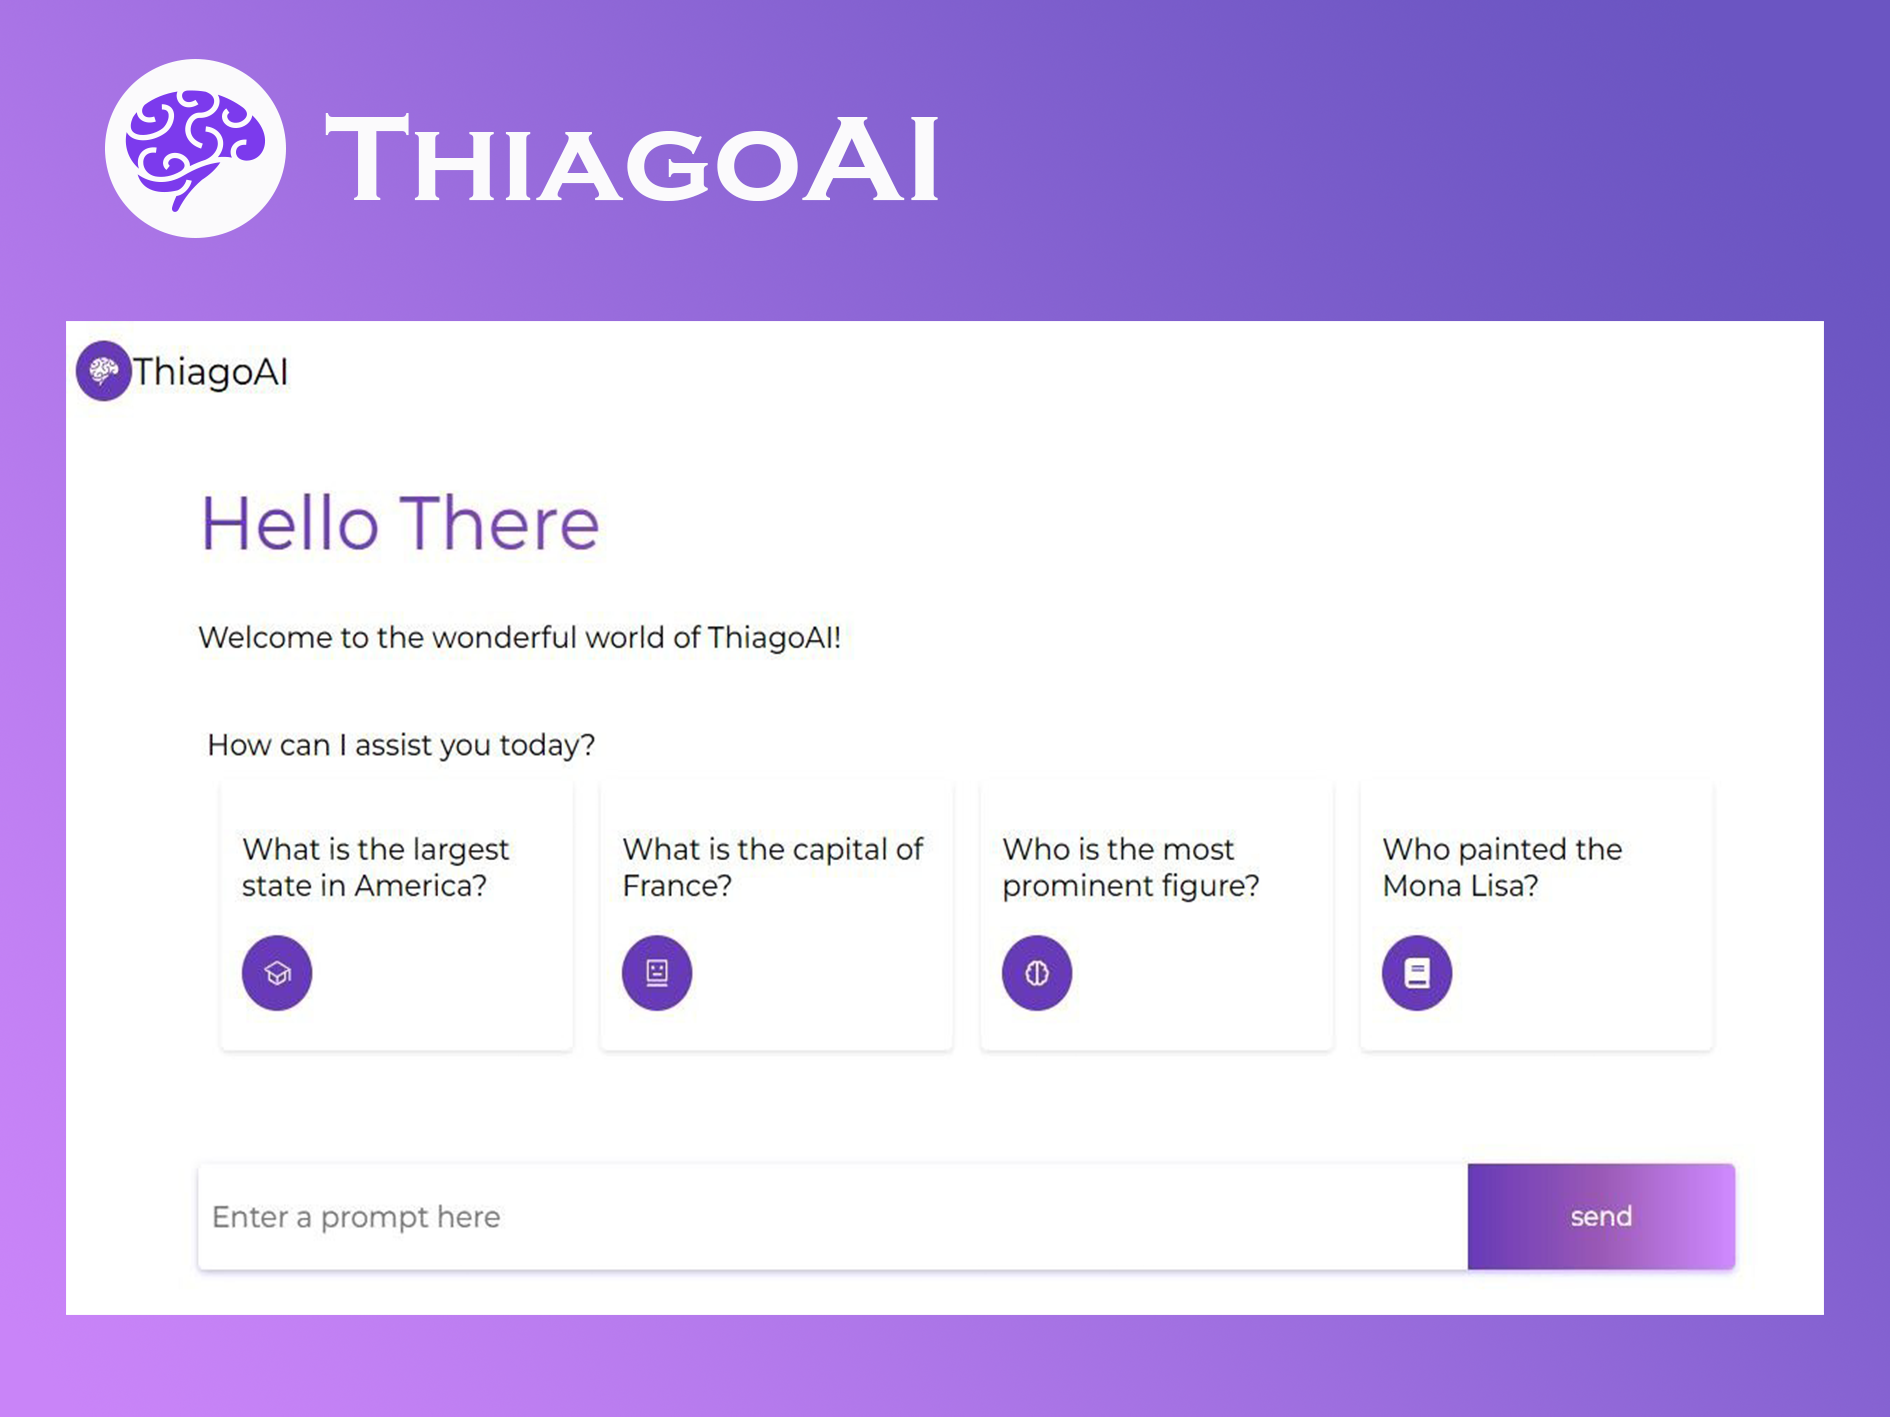 THIAGOAI
ThiagoAI
Hello There
Welcome to the wonderful world of ThiagoAI!
How can I assist you today?
What is the largest
state in America?
What is the capital of
France?
Who is the most
prominent figure?
Who painted the
Mona Lisa?
Enter a prompt here
send